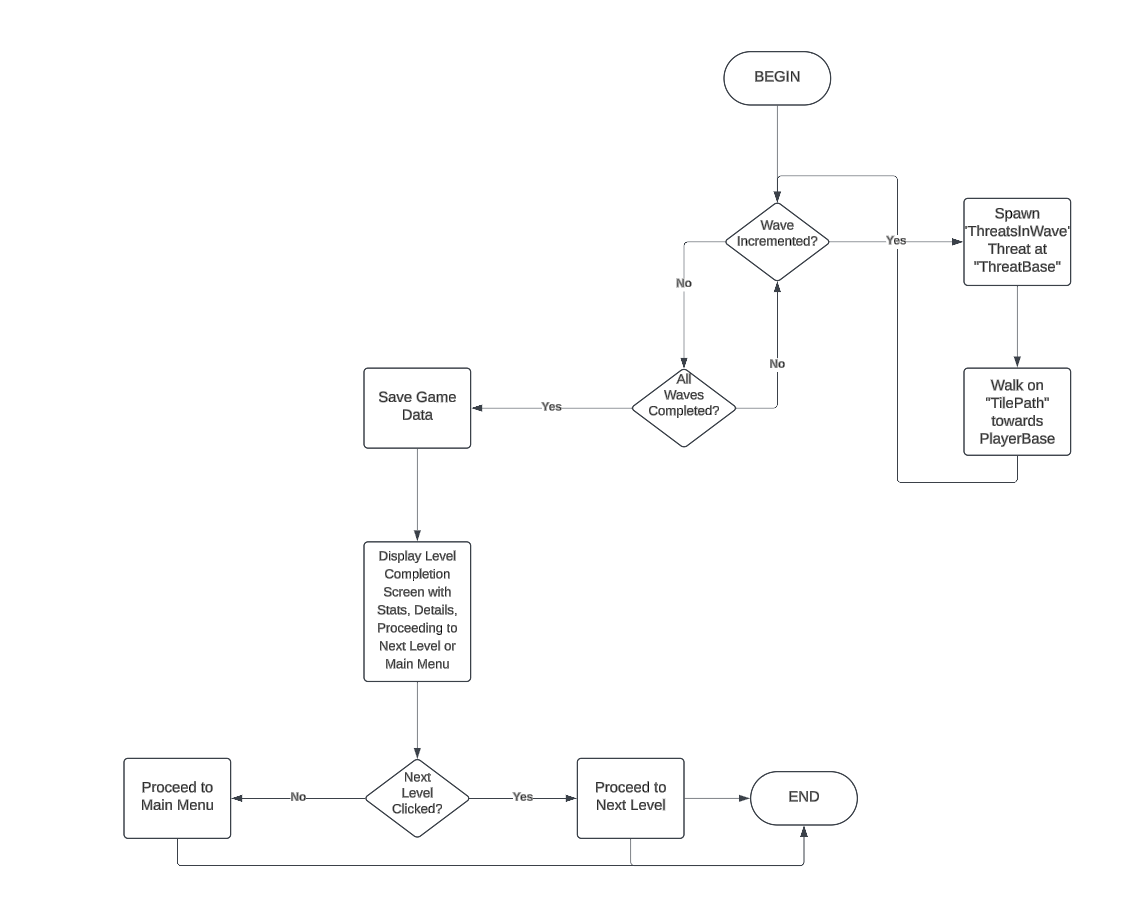 BEGIN
Wave
Incremented?
Yes
Spawn
'ThreatsInWave'
Threat at
"ThreatBase"
No
No
Walk on
"TilePath"
towards
PlayerBase
All
Waves
Completed?
Yes
Save Game
Data
Display Level
Completion
Screen with
Stats, Details,
Proceeding to
Next Level or
Main Menu
Next
Level
Clicked?
No
Proceed to
Main Menu
Yes
Proceed to
Next Level
END